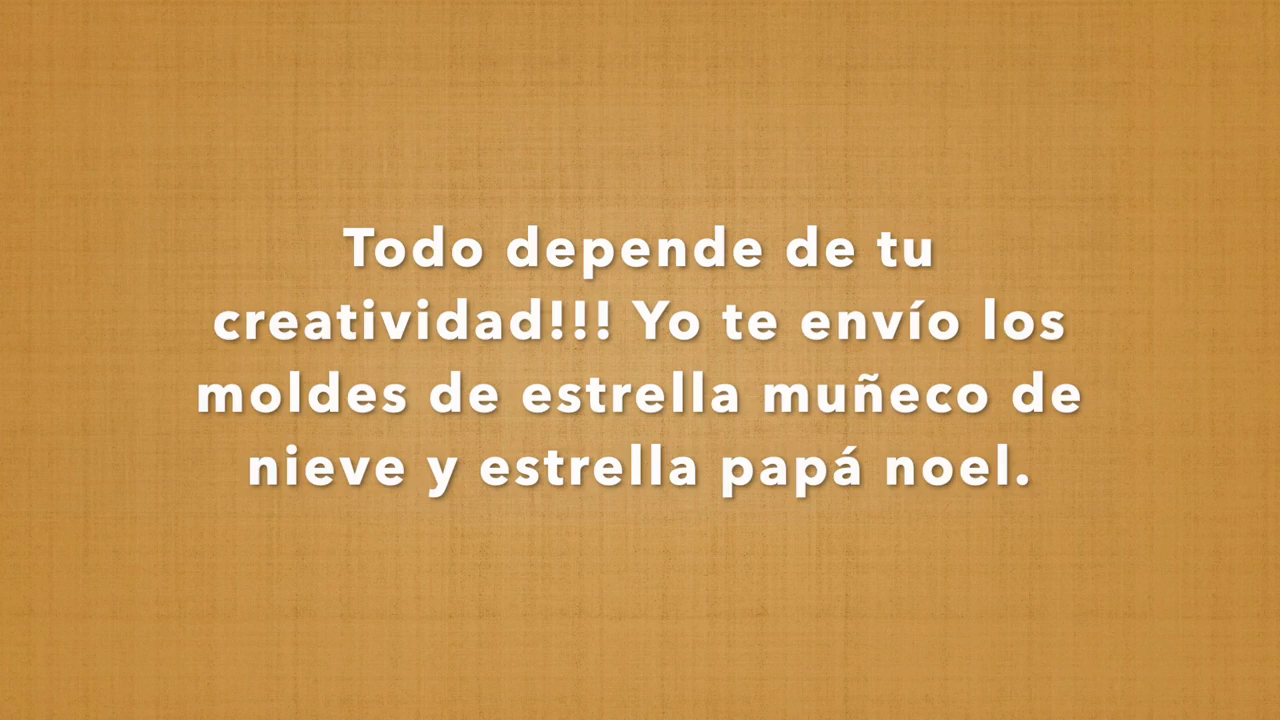 Todo depende de tu
creatividad!!! Yo te envío los
moldes de estrella muñeco de
nieve y estrella papá noel.